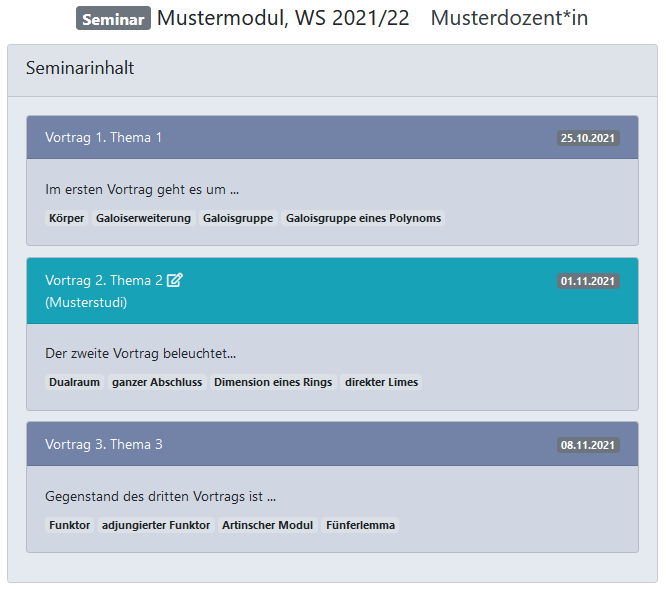 Seminar Mustermodul, WS 2021/22 Musterdozent*in
Seminarinhalt
Vortrag 1. Thema 1 25.10.2021
Im ersten Vortrag geht es um ...
Körper Galoiserweiterung Galoisgruppe Galoisgruppe eines Polynoms
Vortrag 2. Thema 2 01.11.2021
(Musterstudi)
Der zweite Vortrag beleuchtet...
Dualraum ganzer Abschluss Dimension eines Rings direkter Limes
Vortrag 3. Thema 3 08.11.2021
Gegenstand des dritten Vortrags ist ...
Funktor adjungierter Funktor Artinscher Modul Fünferlemma